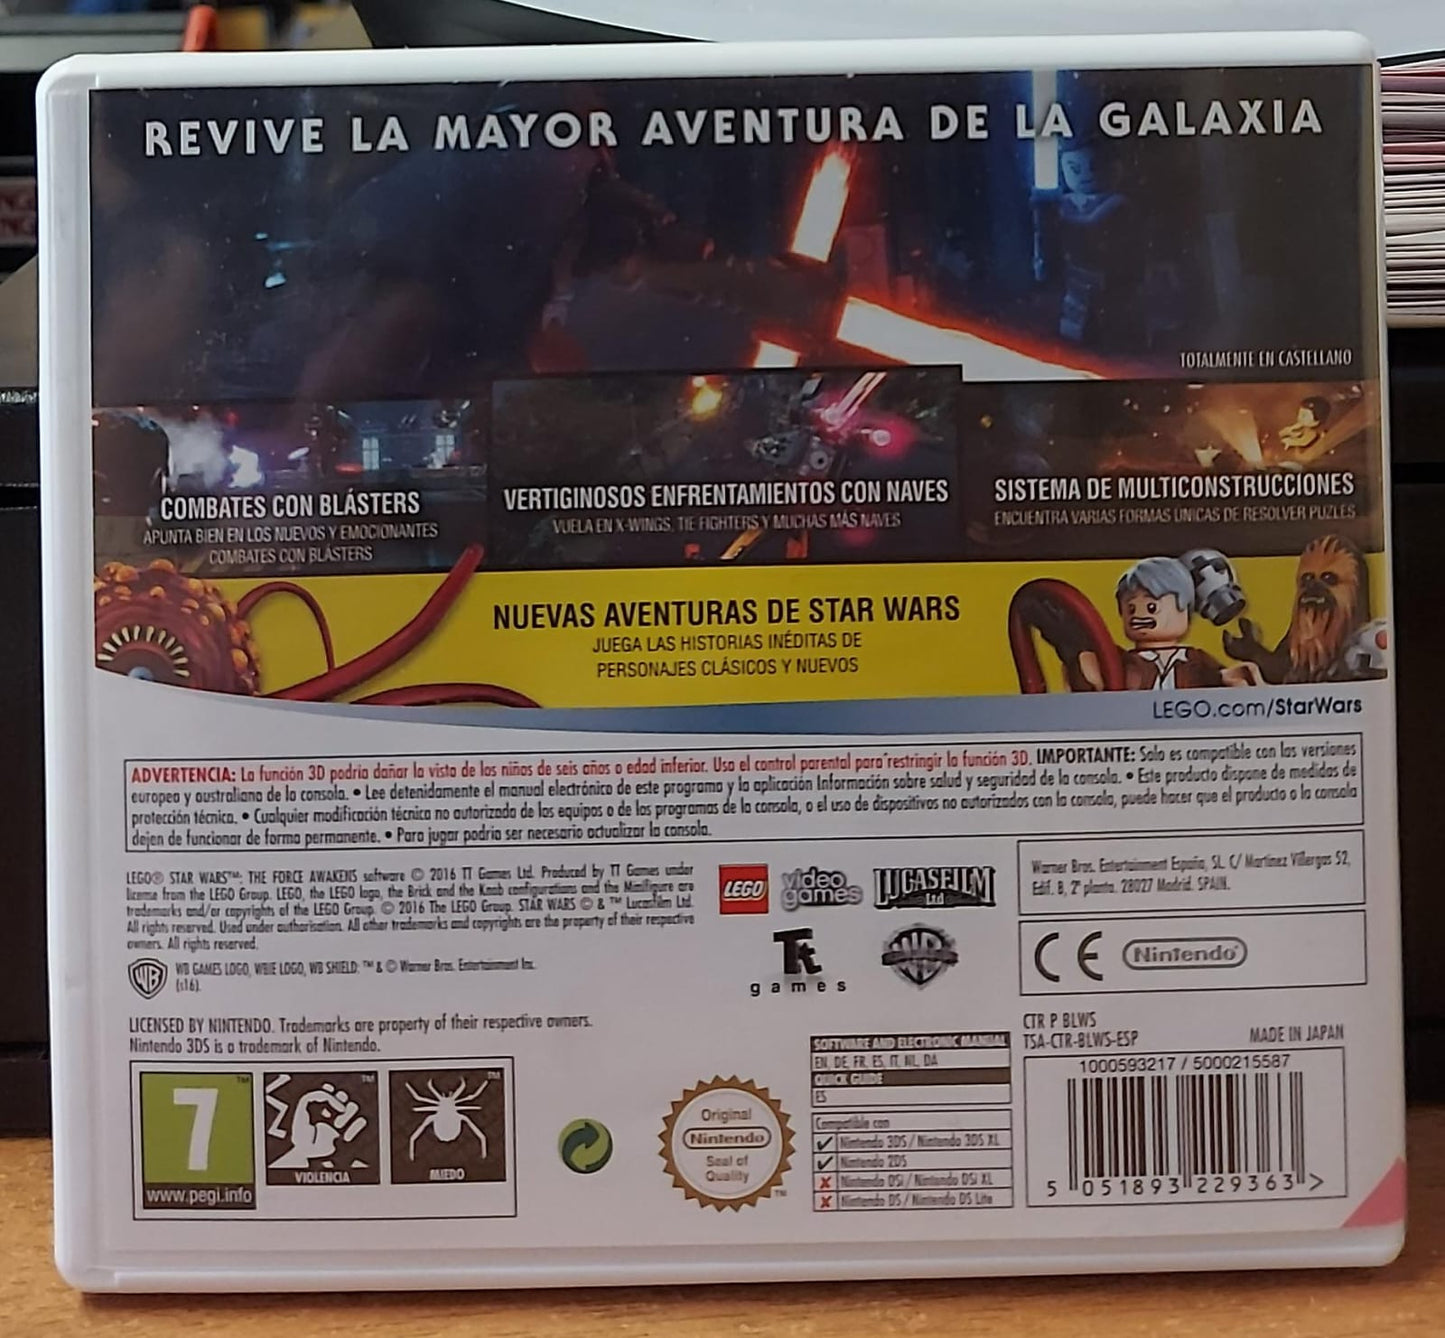 REVIVE LA MAYOR AVENTURA DE LA GALAXIA
TOTALMENTE EN CASTELLANO
COMBATES CON BLÁSTERS
APUNTA BIEN EN LOS NUEVOS Y EMOCIONANTES
COMBATES CON BLÁSTERS
VERTIGINOSOS ENFRENTAMIENTOS CON NAVES
VUELA EN X-WINGS, TIE FIGHTERS Y MUCHAS MÁS NAVES
SISTEMA DE MULTICONSTRUCCIONES
ENCUENTRA VARIAS FORMAS ÚNICAS DE RESOLVER PUZLES
NUEVAS AVENTURAS DE STAR WARS
JUEGA LAS HISTORIAS INÉDITAS DE
PERSONAJES CLÁSICOS Y NUEVOS
LEGO.com/StarWars
ADVERTENCIA: La función 3D podría dañar la vista de los niños de seis años o edad inferior. Usa el control parental para restringir la función 3D. IMPORTANTE: Solo es compatible con las versiones
europea y australiana de la consola. • Lee detenidamente el manual electrónico de este programa y la aplicación Información sobre salud y seguridad de la consola. • Este producto dispone de medidas de
protección técnica. • Cualquier modificación técnica no autorizada de los equipos o de los programas de la consola, o el uso de dispositivos no autorizados con la consola, puede hacer que el producto o la consola
dejen de funcionar de forma permanente. • Para jugar podría ser necesario actualizar la consola.
LEGO® STAR WARS™: THE FORCE AWAKENS software © 2016 TT Games Ltd. Produced by TT Games under
license from the LEGO Group. LEGO, the LEGO logo, the Brick and the Knob configurations and the Minifigure are
trademarks and/or copyrights of the LEGO Group. © 2016 The LEGO Group. STAR WARS © & ™ Lucasfilm Ltd.
All rights reserved. Used under authorisation. All other trademarks and copyrights are the property of their respective
owners. All rights reserved.
WB GAMES LOGO, WBIE LOGO, WB SHIELD: ™ & © Warner Bros. Entertainment Inc.
(s16)
LEGO
video
games
LUCASFILM
Ltd
Tt
games
WB
Warner Bros. Entertainment España, SL. C/ Martínez Villergas 52,
Edif. B, 2ª planta. 28027 Madrid. SPAIN.
CE Nintendo®
LICENSED BY NINTENDO. Trademarks are property of their respective owners.
Nintendo 3DS is a trademark of Nintendo.
7
www.pegi.info
VIOLENCIA
MIEDO
Original
Nintendo
Seal of
Quality
SOFTWARE AND ELECTRONIC MANUAL
EN, DE, FR, ES, IT, NL, DA
QUICK GUIDE
ES
Compatible con
Nintendo 3DS / Nintendo 3DS XL
Nintendo 2DS
Nintendo DSi / Nintendo DSi XL
Nintendo DS / Nintendo DS Lite
CTR P BLWS
TSA-CTR-BLWS-ESP
MADE IN JAPAN
1000593217 / 5000215587
5 051893 229363 >